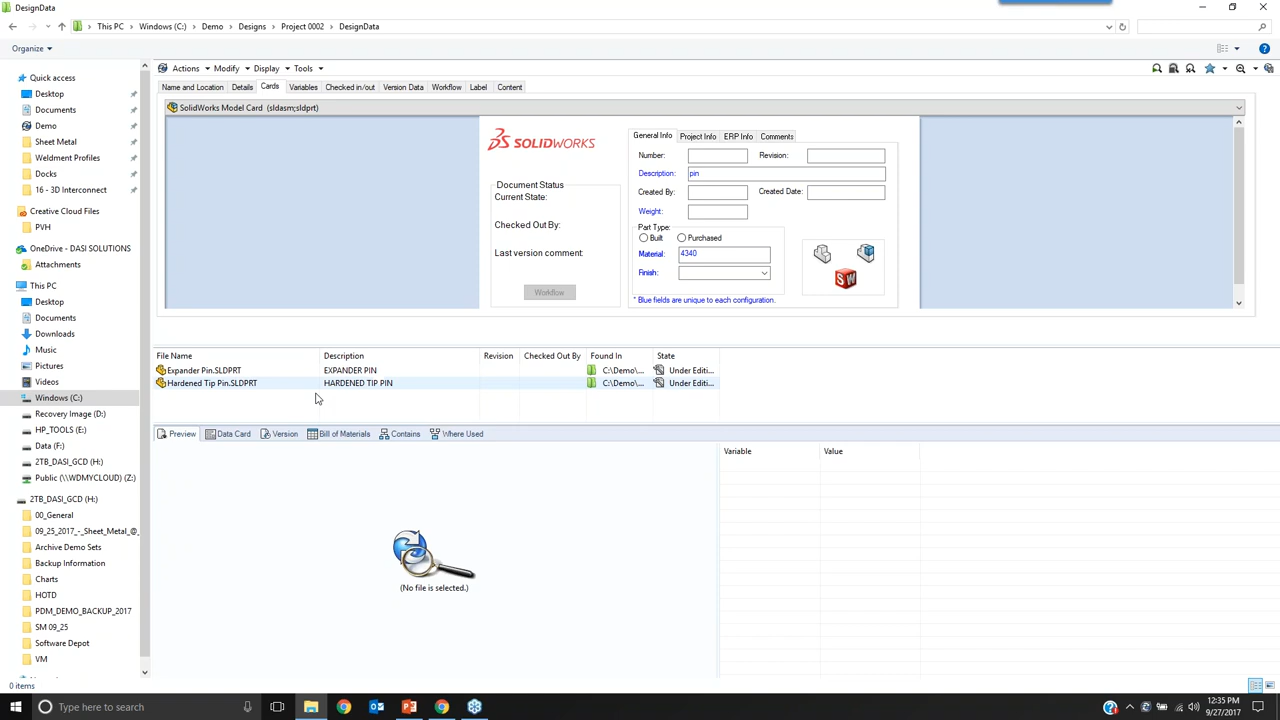 DesignData
This PC > Windows (C:) > Demo > Designs > Project 0002 > DesignData
Organize
Quick access
Desktop
Documents
Demo
Sheet Metal
Weldment Profiles
Docks
16 - 3D Interconnect
Creative Cloud Files
PVH
OneDrive - DASI SOLUTIONS
Attachments
This PC
Desktop
Documents
Downloads
Music
Pictures
Videos
Windows (C:)
Recovery Image (D:)
HP_TOOLS (E:)
Data (F:)
2TB_DASI_GCD (H:)
Public (\\WDMYCLOUD) (Z:)
2TB_DASI_GCD (H:)
00_General
09_25_2017_-_Sheet_Metal_@_
Archive Demo Sets
Backup Information
Charts
HOTD
PDM_DEMO_BACKUP_2017
SM 09_25
Software Depot
VM
0 items
Actions Modify Display Tools
Name and Location Details Cards Variables Checked in/out Version Data Workflow Label Content
SolidWorks Model Card (sldasm;sldprt)
SOLIDWORKS
Document Status
Current State:
Checked Out By:
Last version comment:
Workflow
General Info Project Info ERP Info Comments
Number: Revision:
Description: pin
Created By: Created Date:
Weight:
Part Type:
Built Purchased
Material: 4340
Finish:
SW
* Blue fields are unique to each configuration.
File Name Description Revision Checked Out By Found In State
Expander Pin.SLDPRT EXPANDER PIN C:\Demo\... Under Editi...
Hardened Tip Pin.SLDPRT HARDENED TIP PIN C:\Demo\... Under Editi...
Preview Data Card Version Bill of Materials Contains Where Used
Variable Value
(No file is selected.)
Type here to search
12:35 PM
9/27/2017